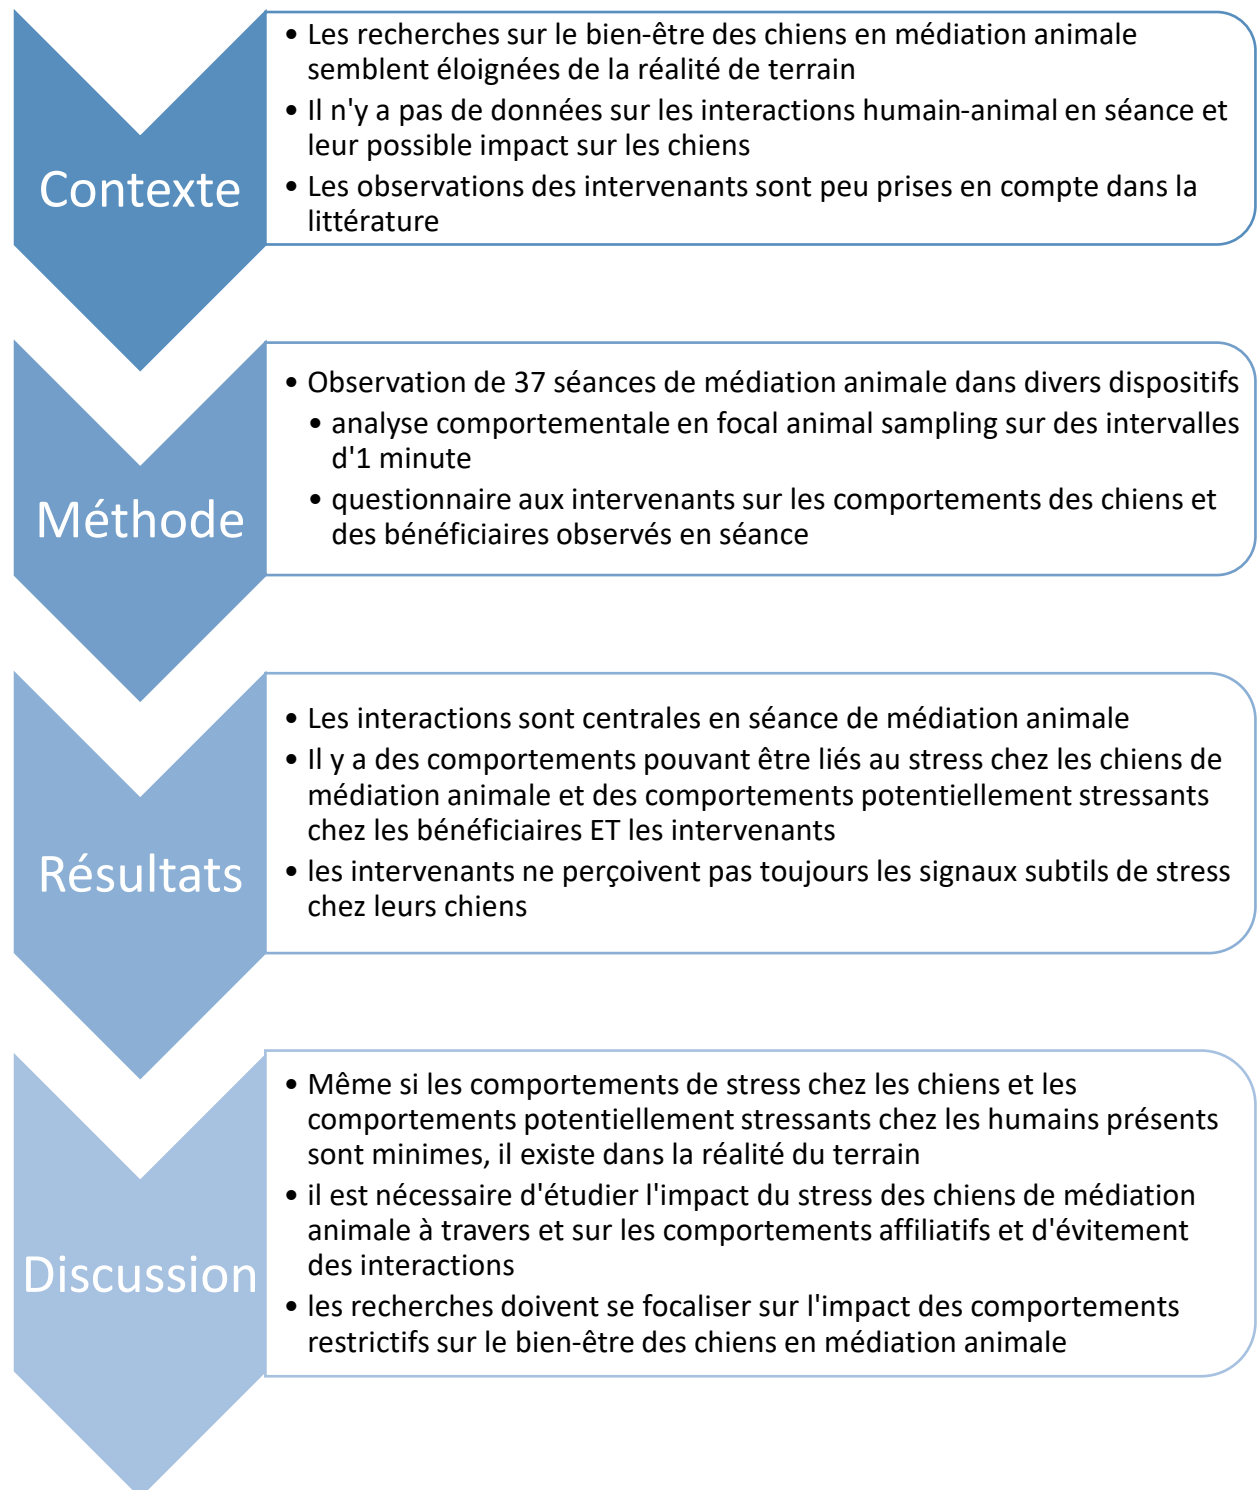 Contexte
• Les recherches sur le bien-être des chiens en médiation animale
semblent éloignées de la réalité de terrain
• Il n'y a pas de données sur les interactions humain-animal en séance et
leur possible impact sur les chiens
• Les observations des intervenants sont peu prises en compte dans la
littérature
Méthode
• Observation de 37 séances de médiation animale dans divers dispositifs
• analyse comportementale en focal animal sampling sur des intervalles
d'1 minute
• questionnaire aux intervenants sur les comportements des chiens et
des bénéficiaires observés en séance
Résultats
• Les interactions sont centrales en séance de médiation animale
• Il y a des comportements pouvant être liés au stress chez les chiens de
médiation animale et des comportements potentiellement stressants
chez les bénéficiaires ET les intervenants
• les intervenants ne perçoivent pas toujours les signaux subtils de stress
chez leurs chiens
Discussion
• Même si les comportements de stress chez les chiens et les
comportements potentiellement stressants chez les humains présents
sont minimes, il existe dans la réalité du terrain
• il est nécessaire d'étudier l'impact du stress des chiens de médiation
animale à travers et sur les comportements affiliatifs et d'évitement
des interactions
• les recherches doivent se focaliser sur l'impact des comportements
restrictifs sur le bien-être des chiens en médiation animale